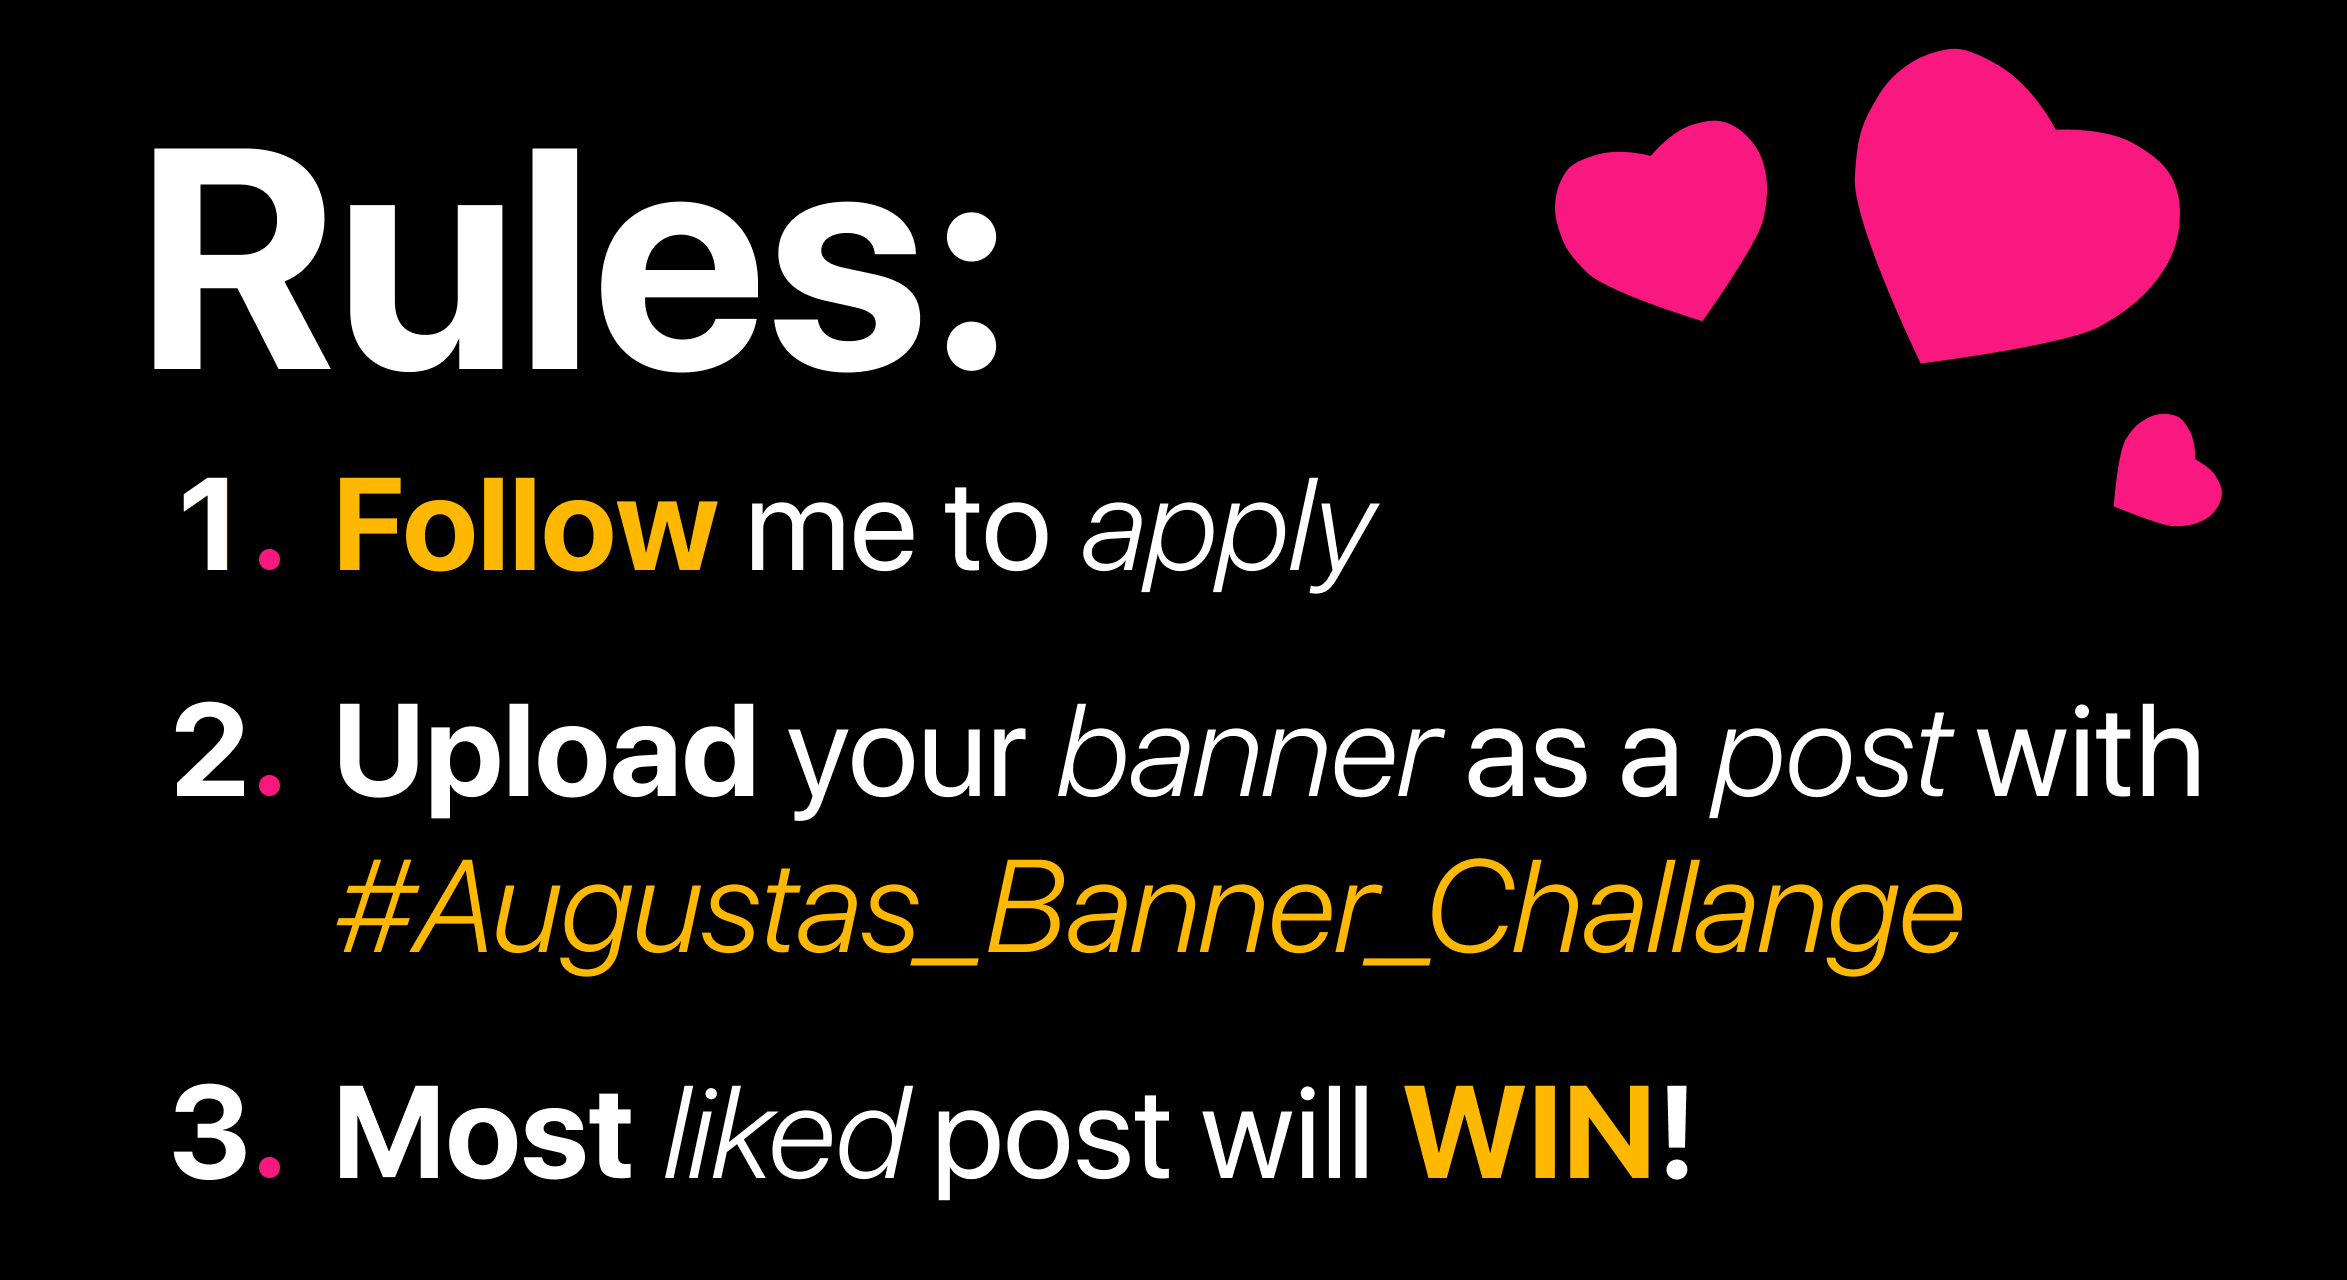 Rules:
1. Follow me to apply
2. Upload your banner as a post with
#Augustas_Banner_Challange
3. Most liked post will WIN!